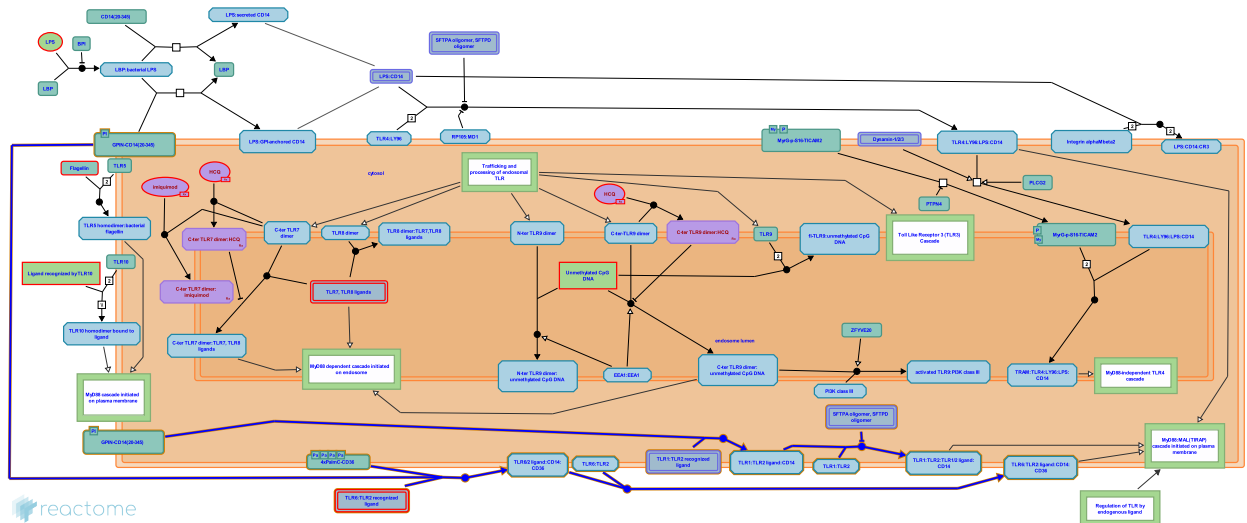 CD14(20-345)
LPS:secreted CD14
LPS
BPI
LBP:bacterial LPS
LBP
LBP
SFTPA oligomer, SFTPD
oligomer
LPS:CD14
GPIN-CD14(20-345)
LPS:GPI-anchored CD14
TLR4:LY96
RP105:MD1
MyrG-p-S16-TICAM2
Dynamin-1/2/3
TLR4:LY96:LPS:CD14
Integrin alphaMbeta2
LPS:CD14:CR3
Flagellin
TLR5
cytosol
Trafficking and
processing of endosomal
TLR
imiquimod
HCQ
HCQ
PLCG2
PTPN4
TLR5 homodimer:bacterial
flagellin
C-ter TLR7 dimer:HCQ
C-ter TLR7
dimer
TLR8 dimer
TLR8 dimer:TLR7,TLR8
ligands
N-ter TLR9 dimer
C-ter-TLR9 dimer
C-ter TLR9 dimer:HCQ
TLR9
fl-TLR9:unmethylated CpG
DNA
Toll Like Receptor 3 (TLR3)
Cascade
MyrG-p-S16-TICAM2
TLR4:LY96:LPS:CD14
Ligand recognized by TLR10
TLR10
C-ter TLR7 dimer:
imiquimod
TLR7, TLR8 ligands
Unmethylated CpG
DNA
TLR10 homodimer bound to
ligand
C-ter TLR7 dimer:TLR7, TLR8
ligands
endosome lumen
ZFYVE20
MyD88 cascade initiated
on plasma membrane
MyD88 dependent cascade initiated
on endosome
N-ter TLR9 dimer:
unmethylated CpG DNA
EEA1:EEA1
C-ter TLR9 dimer:
unmethylated CpG DNA
PI3K class III
activated TLR9:PI3K class III
TRAM:TLR4:LY96:LPS:
CD14
MyD88-independent TLR4
cascade
GPIN-CD14(20-345)
4xPalmC-CD36
TLR6/2 ligand:CD14:
CD36
TLR6:TLR2
TLR1:TLR2 recognized
ligand
TLR1:TLR2 ligand:CD14
TLR1:TLR2
SFTPA oligomer, SFTPD
oligomer
TLR1:TLR2:TLR1/2 ligand:
CD14
TLR6:TLR2 ligand:CD14:
CD36
MyD88:MAL(TIRAP)
cascade initiated on plasma
membrane
TLR6:TLR2 recognized
ligand
Regulation of TLR by
endogenous ligand
reactome